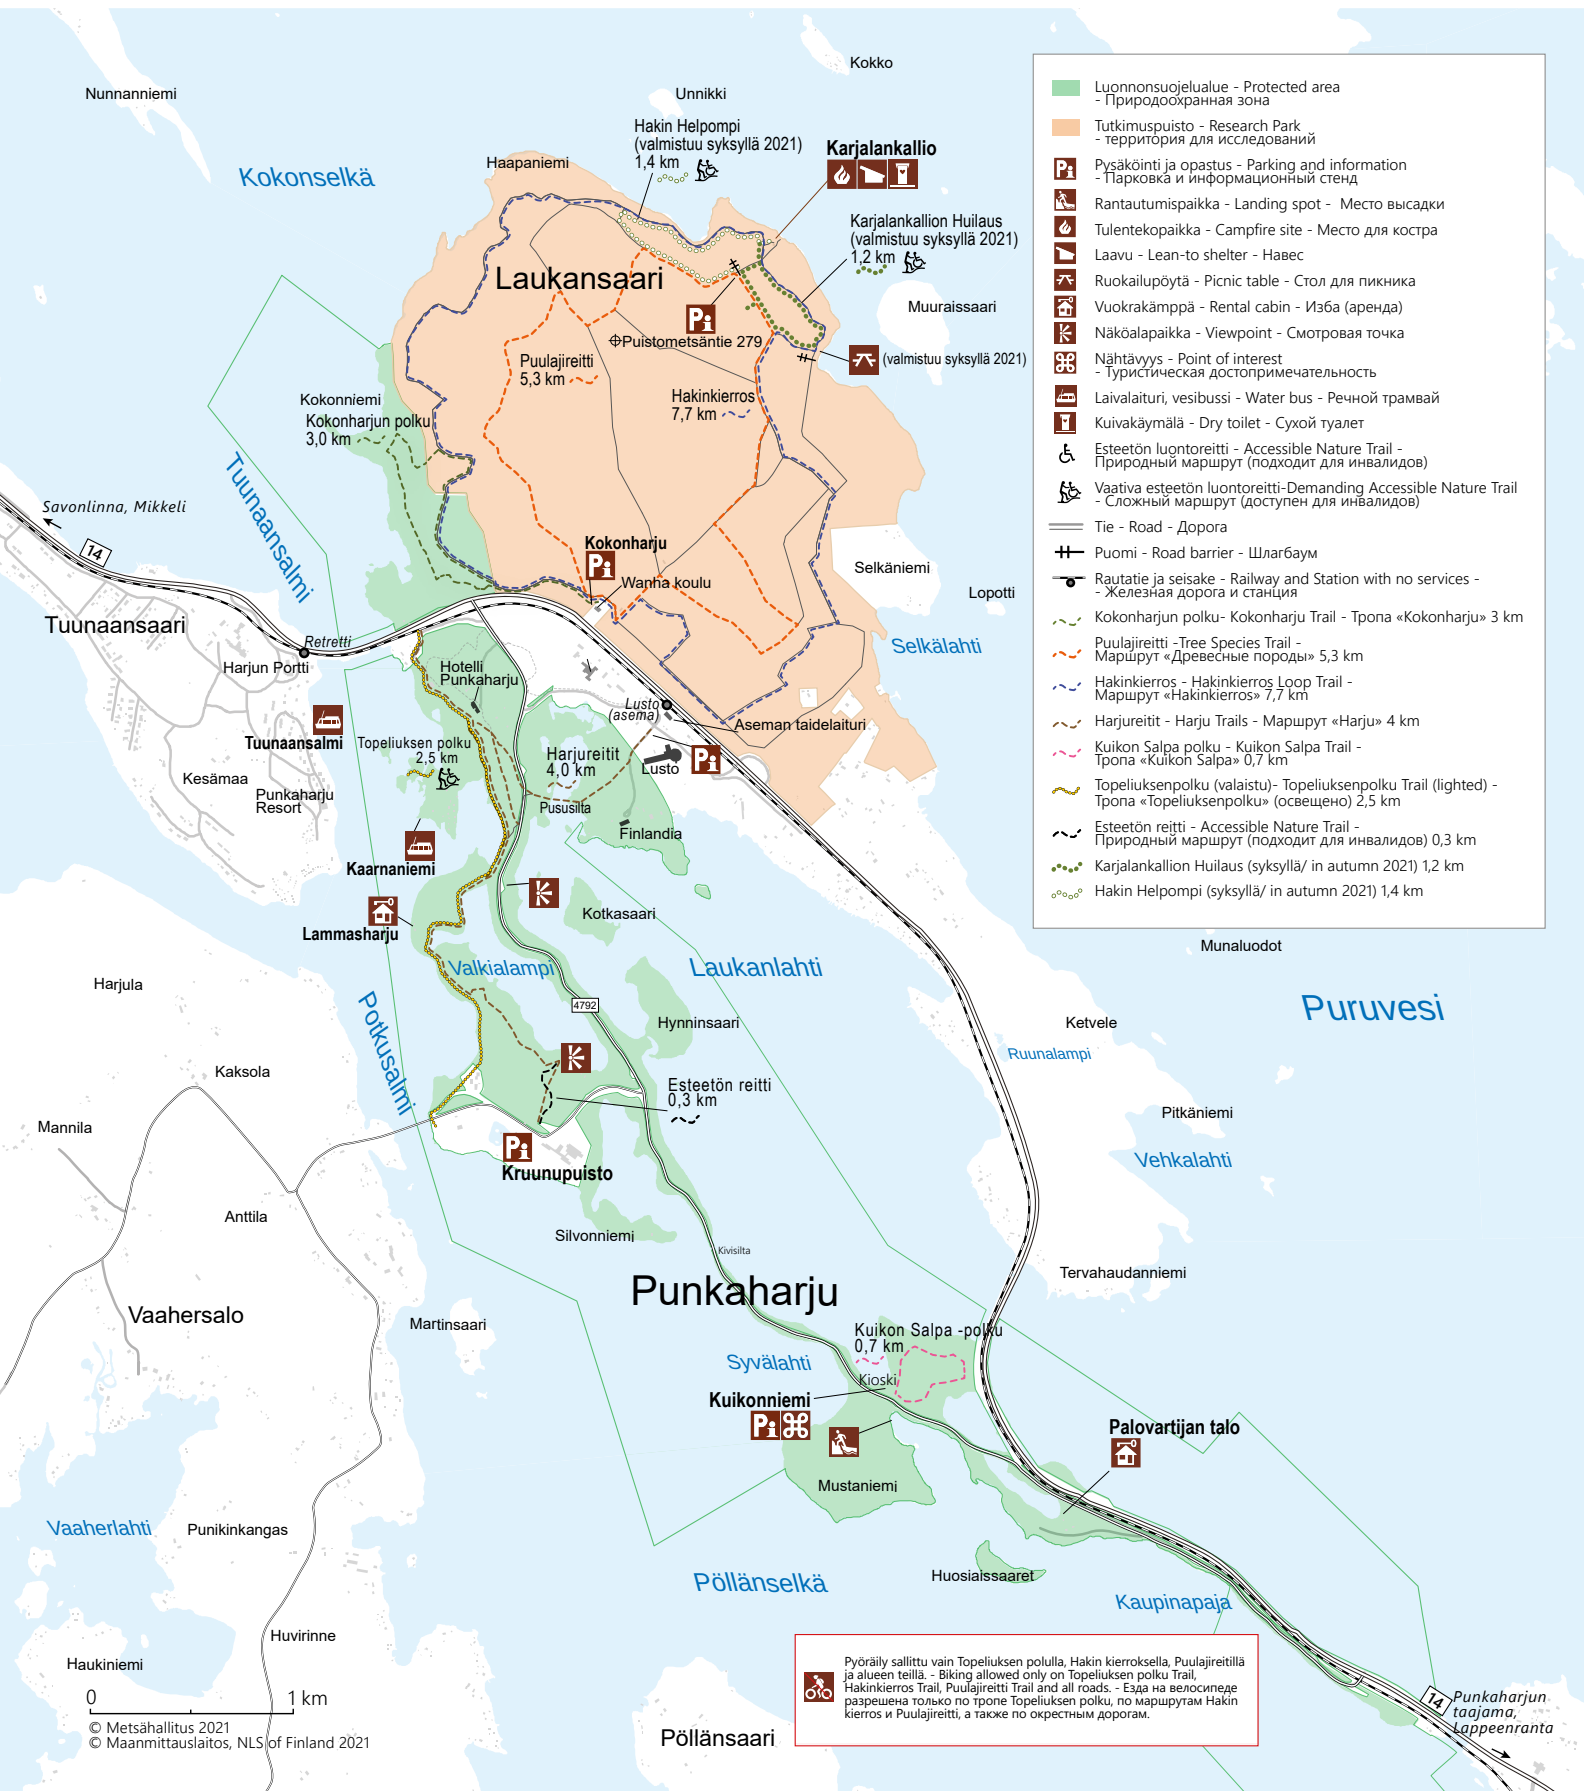 Kokko
Nunnanniemi
Unnikki
Hakin Helpompi
(valmistuu syksyllä 2021)
1,4 km
Karjalankallio
Haapaniemi
Kokonselkä
Karjalankallion Huilaus
(valmistuu syksyllä 2021)
1,2 km
Laukansaari
Muuraissaari
Pi
Puistometsäntie 279
(valmistuu syksyllä 2021)
Puulajireitti
5,3 km
Hakinkierros
7,7 km
Kokonniemi
Kokonharjun polku
3,0 km
Tuunaansalmi
Savonlinna, Mikkeli
14
Kokonharju
Pi
Wanha koulu
Selkäniemi
Lopotti
Selkälahti
Tuunaansaari
Retretti
Harjun Portti
Hotelli
Punkaharju
Lusto
(asema)
Aseman taidelaituri
Tuunaansalmi
Topeliuksen polku
2,5 km
Harjureitit
4,0 km
Lusto
Pi
Kesämaa
Punkaharju
Resort
Pususilta
Finlandia
Kaarnaniemi
Kotkasaari
Lammasharju
Valkialampi
Laukanlahti
Munaluodot
Harjula
4792
Puruvesi
Potkusalmi
Hynninsaari
Ketvele
Ruunalampi
Kaksola
Esteetön reitti
0,3 km
Pitkäniemi
Mannila
Vehkalahti
Pi
Kruunupuisto
Anttila
Silvonniemi
Kivisilta
Tervahaudanniemi
Punkaharju
Vaahersalo
Martinsaari
Kuikon Salpa -polku
0,7 km
Syvälahti
Kioski
Kuikonniemi
Pi
Palovartijan talo
Mustaniemi
Vaaherlahti
Punikinkangas
Pöllänselkä
Huosiaissaaret
Kaupinapaja
Huvirinne
Haukiniemi
0 1 km
© Metsähallitus 2021
© Maanmittauslaitos, NLS of Finland 2021
Pöllänsaari
14
Punkaharjun
taajama,
Lappeenranta
Luonnonsuojelualue - Protected area
- Природоохранная зона
Tutkimuspuisto - Research Park
- территория для исследований
Pi
Pysäköinti ja opastus - Parking and information
- Парковка и информационный стенд
Rantautumispaikka - Landing spot - Место высадки
Tulentekopaikka - Campfire site - Место для костра
Laavu - Lean-to shelter - Навес
Ruokailupöytä - Picnic table - Стол для пикника
Vuokrakämppä - Rental cabin - Изба (аренда)
Näköalapaikka - Viewpoint - Смотровая точка
Nähtävyys - Point of interest
- Туристическая достопримечательность
Laivalaituri, vesibussi - Water bus - Речной трамвай
Kuivakäymälä - Dry toilet - Сухой туалет
Esteetön luontoreitti - Accessible Nature Trail -
Природный маршрут (подходит для инвалидов)
Vaativa esteetön luontoreitti-Demanding Accessible Nature Trail
- Сложный маршрут (доступен для инвалидов)
Tie - Road - Дорога
Puomi - Road barrier - Шлагбаум
Rautatie ja seisake - Railway and Station with no services -
- Железная дорога и станция
Kokonharjun polku- Kokonharju Trail - Тропа «Kokonharju» 3 km
Puulajireitti -Tree Species Trail -
Маршрут «Древесные породы» 5,3 km
Hakinkierros - Hakinkierros Loop Trail -
Маршрут «Hakinkierros» 7,7 km
Harjureitit - Harju Trails - Маршрут «Harju» 4 km
Kuikon Salpa polku - Kuikon Salpa Trail -
Тропа «Kuikon Salpa» 0,7 km
Topeliuksenpolku (valaistu)- Topeliuksenpolku Trail (lighted) -
Тропа «Topeliuksenpolku» (освещено) 2,5 km
Esteetön reitti - Accessible Nature Trail -
Природный маршрут (подходит для инвалидов) 0,3 km
Karjalankallion Huilaus (syksyllä/ in autumn 2021) 1,2 km
Hakin Helpompi (syksyllä/ in autumn 2021) 1,4 km
Pyöräily sallittu vain Topeliuksen polulla, Hakin kierroksella, Puulajireitillä
ja alueen teillä. - Biking allowed only on Topeliuksen polku Trail,
Hakinkierros Trail, Puulajireitti Trail and all roads. - Езда на велосипеде
разрешена только по тропе Topeliuksen polku, по маршрутам Hakin
kierros и Puulajireitti, а также по окрестным дорогам.